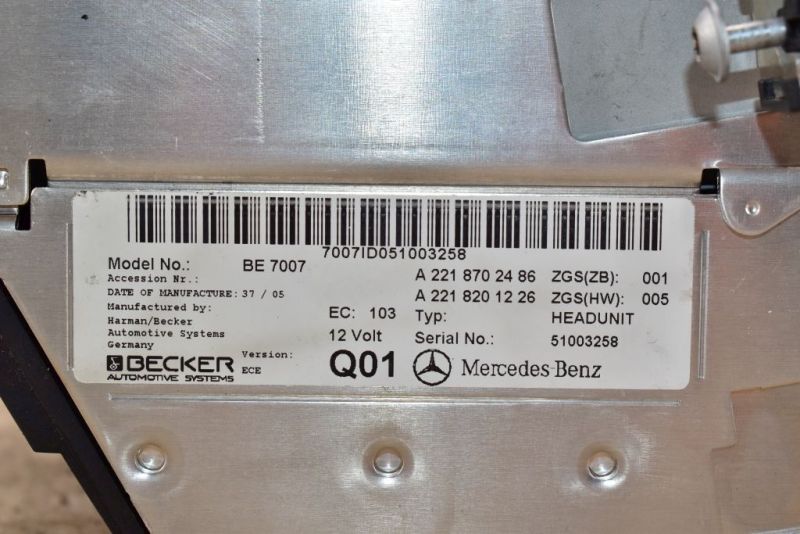 7007ID051003258
Model No.: BE 7007
A 221 870 24 86 ZGS(ZB): 001
Accession Nr.:
A 221 820 12 26 ZGS(HW): 005
DATE OF MANUFACTURE: 37 / 05
Manufactured by: EC: 103 Typ: HEADUNIT
Harman/Becker
Automotive Systems 12 Volt Serial No.: 51003258
Germany
BECKER
AUTOMOTIVE SYSTEMS
Version:
ECE
Q01 Mercedes-Benz